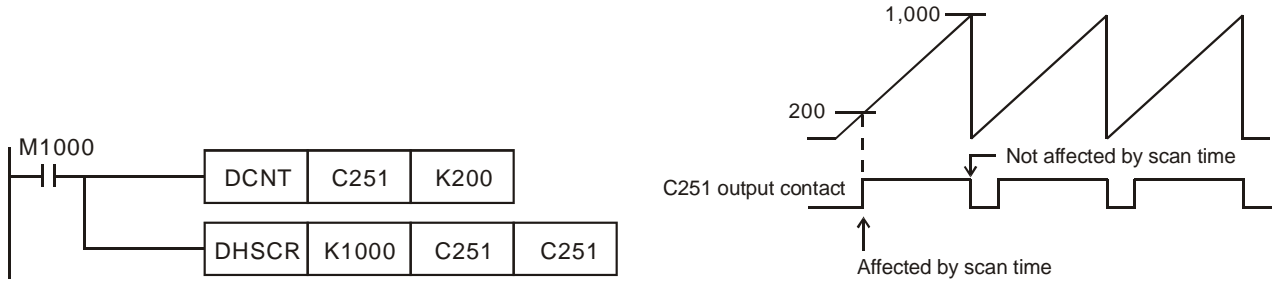 M1000
DCNT C251 K200
DHSCR K1000 C251 C251
1,000
200
Not affected by scan time
C251 output contact
Affected by scan time